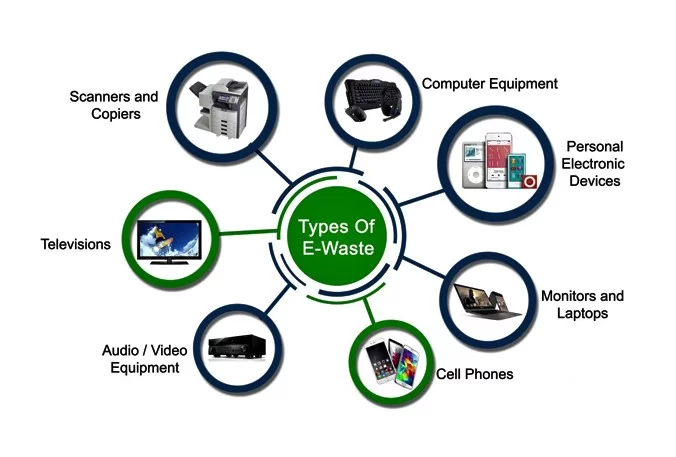 Types Of
E-Waste
Scanners and
Copiers
Computer Equipment
Personal
Electronic
Devices
Televisions
Monitors and
Laptops
Audio / Video
Equipment
Cell Phones